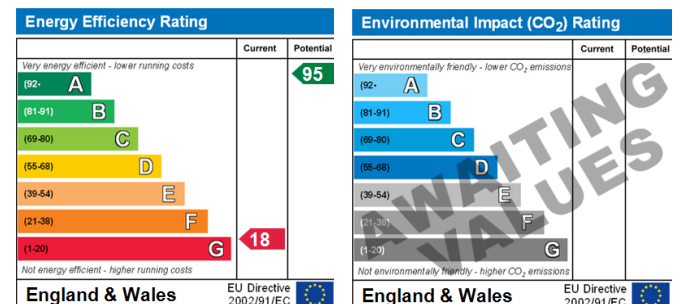 Energy Efficiency Rating
Current Potential
Very energy efficient - lower running costs
(92- A
95
(81-91) B
(69-80) C
(55-68) D
(39-54) E
(21-38) F
(1-20) G
18
Not energy efficient - higher running costs
England & Wales
EU Directive
2002/91/EC
Environmental Impact (CO2) Rating
Current Potential
Very environmentally friendly - lower CO2 emissions
(92- A
(81-91) B
(69-80) C
(55-68) D
(39-54) E
(21-38) F
(1-20) G
AWAITING
VALUES
Not environmentally friendly - higher CO2 emissions
England & Wales
EU Directive
2002/91/EC